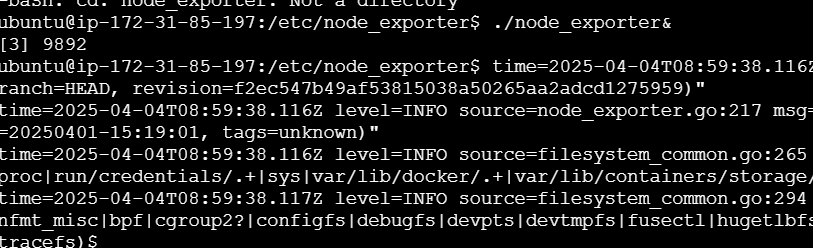 -bash: cd: node_exporter: Not a directory
ubuntu@ip-172-31-85-197:/etc/node_exporter$ ./node_exporter&
[3] 9892
ubuntu@ip-172-31-85-197:/etc/node_exporter$ time=2025-04-04T08:59:38.116Z
ranch=HEAD, revision=f2ec547b49af53815038a50265aa2adcd1275959)"
time=2025-04-04T08:59:38.116Z level=INFO source=node_exporter.go:217 msg=
=20250401-15:19:01, tags=unknown)"
time=2025-04-04T08:59:38.116Z level=INFO source=filesystem_common.go:265
proc|run/credentials/.+|sys|var/lib/docker/.+|var/lib/containers/storage/
time=2025-04-04T08:59:38.117Z level=INFO source=filesystem_common.go:294
nfmt_misc|bpf|cgroup2?|configfs|debugfs|devpts|devtmpfs|fusectl|hugetlbfs
tracefs)$